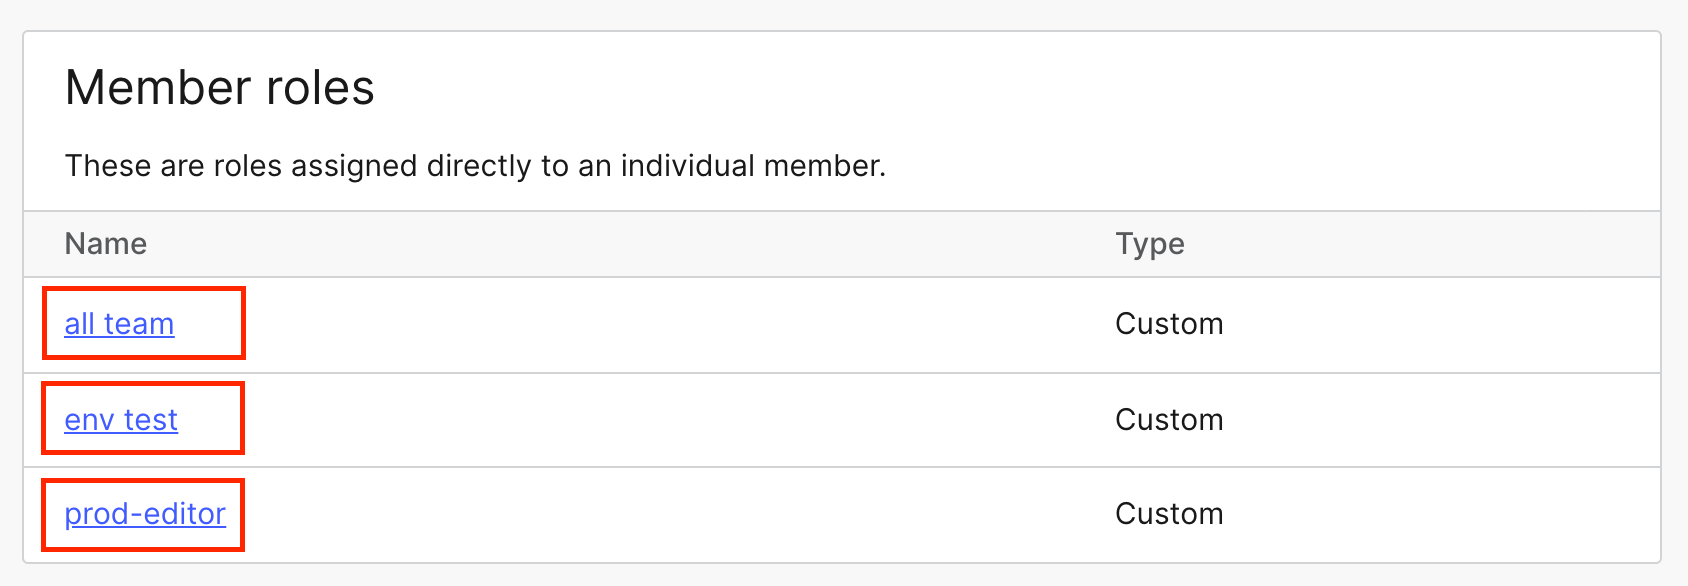 Member roles
These are roles assigned directly to an individual member.
Name Type
all team Custom
env test Custom
prod-editor Custom